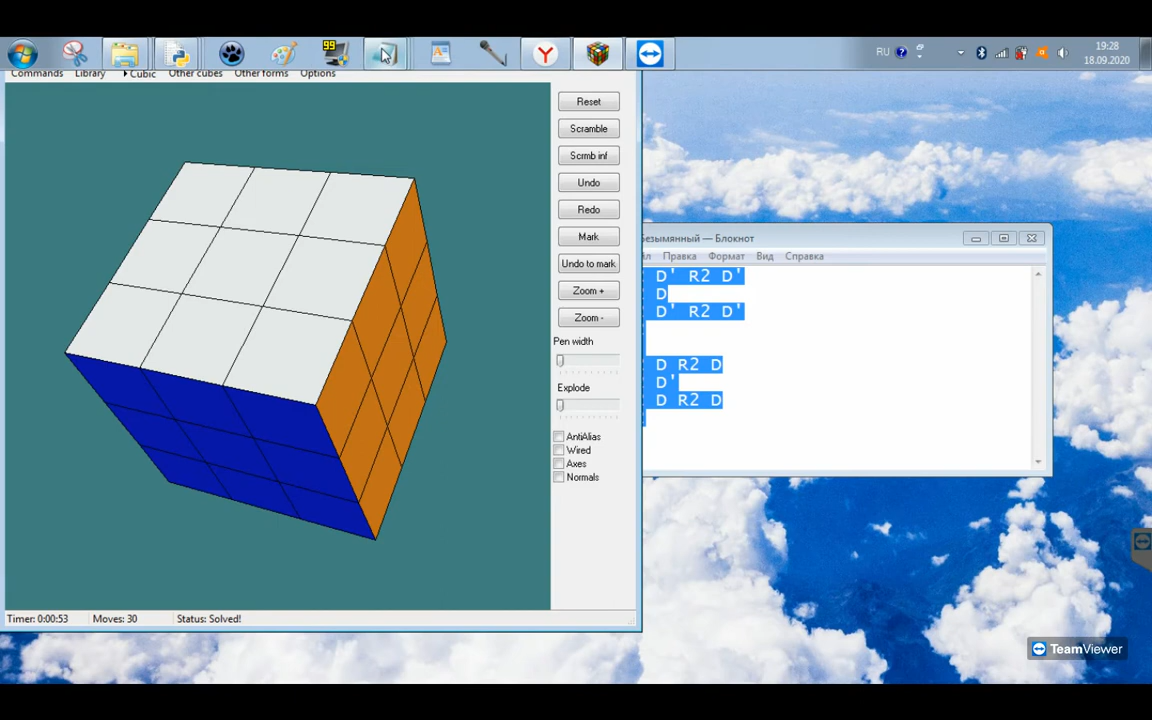 99
RU
19:28
18.09.2020
Commands Library Cubic Other cubes Other forms Options
Reset
Scramble
Scrmb inf
Undo
Redo
Mark
Undo to mark
Zoom +
Zoom -
Pen width
Explode
AntiAlias
Wired
Axes
Normals
Timer: 0:00:53 Moves: 30 Status: Solved!
Безымянный — Блокнот
Правка Формат Вид Справка
D' R2 D'
D
D' R2 D'
D R2 D
D'
D R2 D
TeamViewer